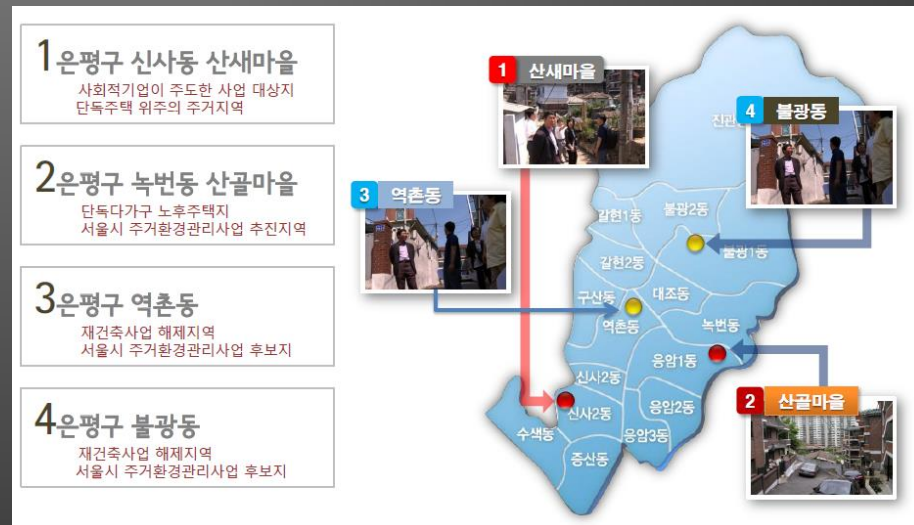 1 은평구 신사동 산새마을
사회적기업이 주도한 사업 대상지
단독주택 위주의 주거지역
2 은평구 녹번동 산골마을
단독다가구 노후주택지
서울시 주거환경관리사업 추진지역
3 은평구 역촌동
재건축사업 해제지역
서울시 주거환경관리사업 후보지
4 은평구 불광동
재건축사업 해제지역
서울시 주거환경관리사업 후보지
1 산새마을
4 불광동
3 역촌동
갈현1동
불광2동
불광1동
갈현2동
구산동
대조동
역촌동
녹번동
응암1동
신사2동
신사2동
응암2동
2 산골마을
수색동
응암3동
증산동